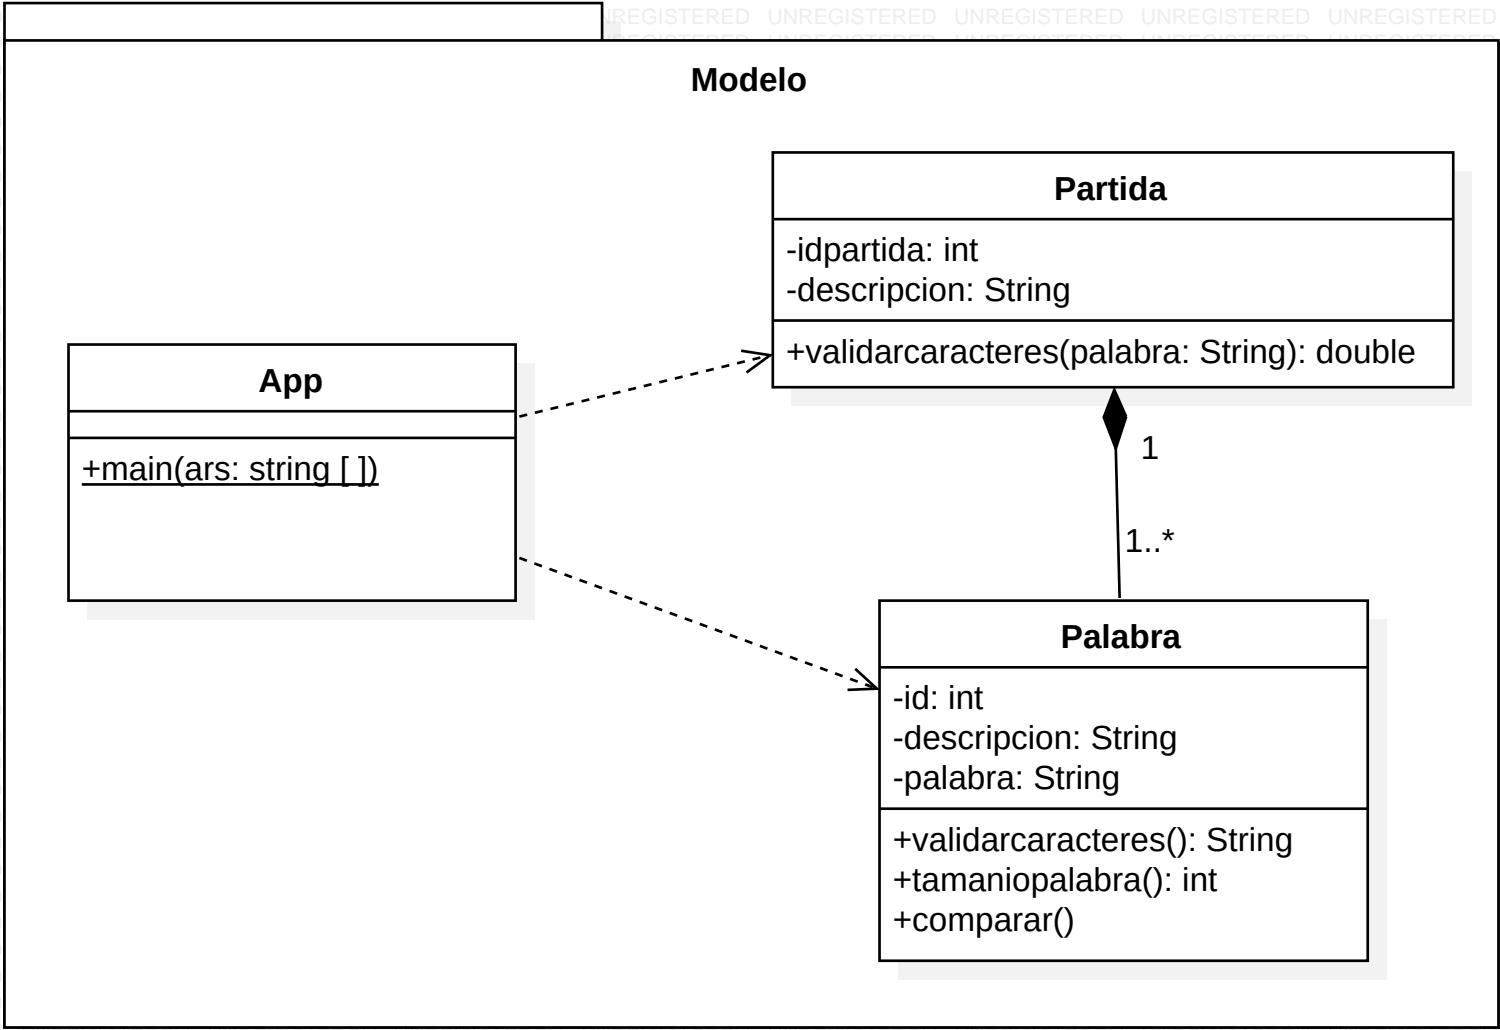 UNREGISTERED UNREGISTERED UNREGISTERED UNREGISTERED UNREGISTERED
Modelo
Partida
-idpartida: int
-descripcion: String
+validarcaracteres(palabra: String): double
App
+main(ars: string [ ])
1
1..*
Palabra
-id: int
-descripcion: String
-palabra: String
+validarcaracteres(): String
+tamaniopalabra(): int
+comparar()